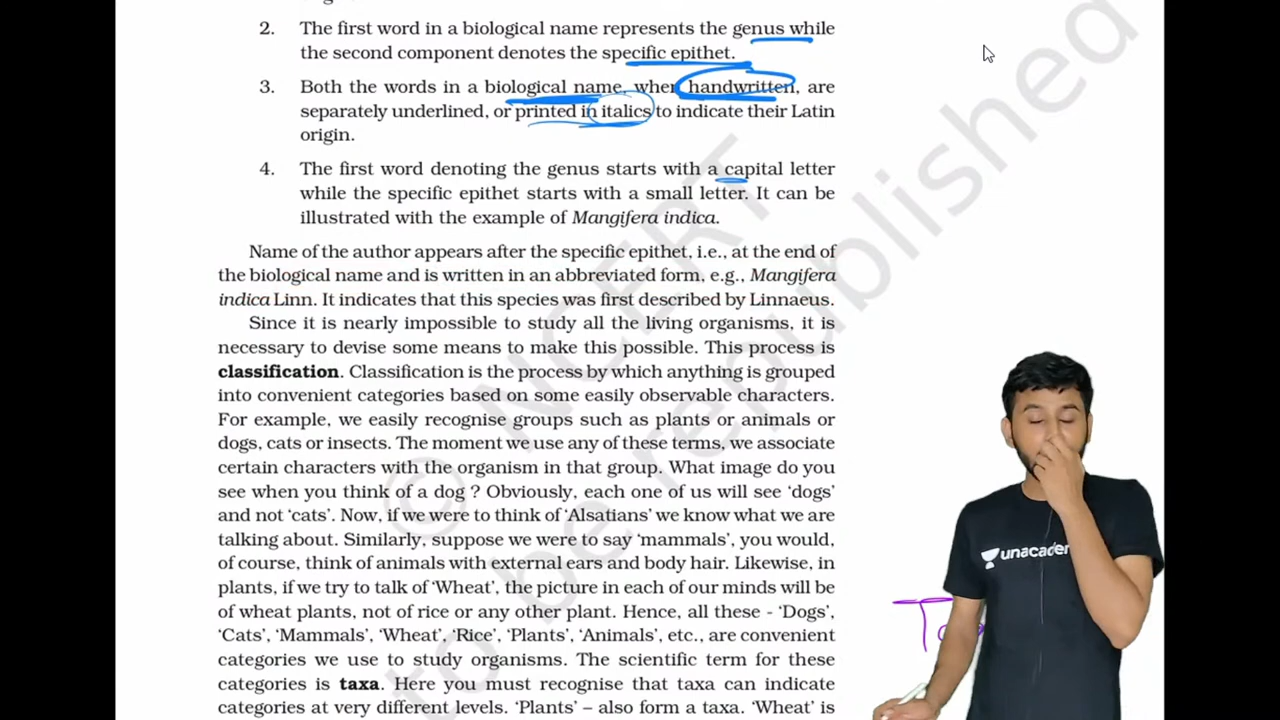 2. The first word in a biological name represents the genus while
the second component denotes the specific epithet.
3. Both the words in a biological name, when handwritten, are
separately underlined, or printed in italics to indicate their Latin
origin.
4. The first word denoting the genus starts with a capital letter
while the specific epithet starts with a small letter. It can be
illustrated with the example of Mangifera indica.
Name of the author appears after the specific epithet, i.e., at the end of
the biological name and is written in an abbreviated form, e.g., Mangifera
indica Linn. It indicates that this species was first described by Linnaeus.
Since it is nearly impossible to study all the living organisms, it is
necessary to devise some means to make this possible. This process is
classification. Classification is the process by which anything is grouped
into convenient categories based on some easily observable characters.
For example, we easily recognise groups such as plants or animals or
dogs, cats or insects. The moment we use any of these terms, we associate
certain characters with the organism in that group. What image do you
see when you think of a dog ? Obviously, each one of us will see ‘dogs’
and not ‘cats’. Now, if we were to think of ‘Alsatians’ we know what we are
talking about. Similarly, suppose we were to say ‘mammals’, you would,
of course, think of animals with external ears and body hair. Likewise, in
plants, if we try to talk of ‘Wheat’, the picture in each of our minds will be
of wheat plants, not of rice or any other plant. Hence, all these - ‘Dogs’,
‘Cats’, ‘Mammals’, ‘Wheat’, ‘Rice’, ‘Plants’, ‘Animals’, etc., are convenient
categories we use to study organisms. The scientific term for these
categories is taxa. Here you must recognise that taxa can indicate
categories at very different levels. ‘Plants’ – also form a taxa. ‘Wheat’ is
© NCERT
to be republished
unacademy